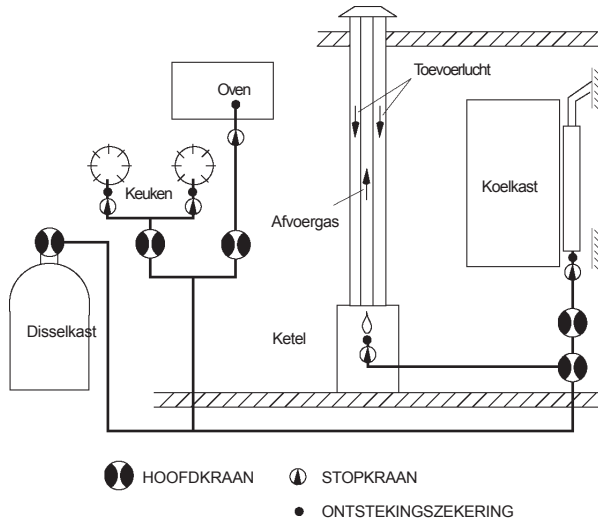 Toevoerlucht
Oven
Keuken
Koelkast
Afvoergas
Disselkast
Ketel
HOOFDKRAAN
STOPKRAAN
ONTSTEKINGSZEKERING